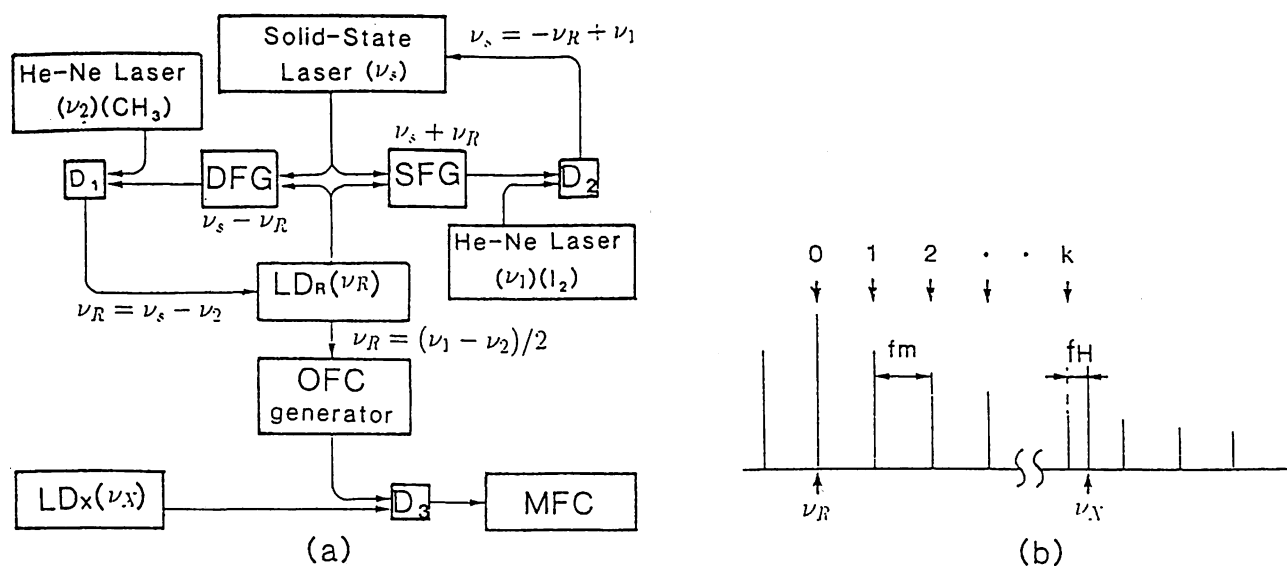 Solid-State
Laser (νs)
νs = −νR + ν1
He-Ne Laser
(ν2)(CH3)
νs + νR
D1
DFG
SFG
D2
νs − νR
He-Ne Laser
(ν1)(I2)
LDR(νR)
νR = νs − ν2
νR = (ν1 − ν2)/2
OFC
generator
LDX(νX)
D3
MFC
(a)
0 1 2 · · k
fm
fH
νR
νX
(b)